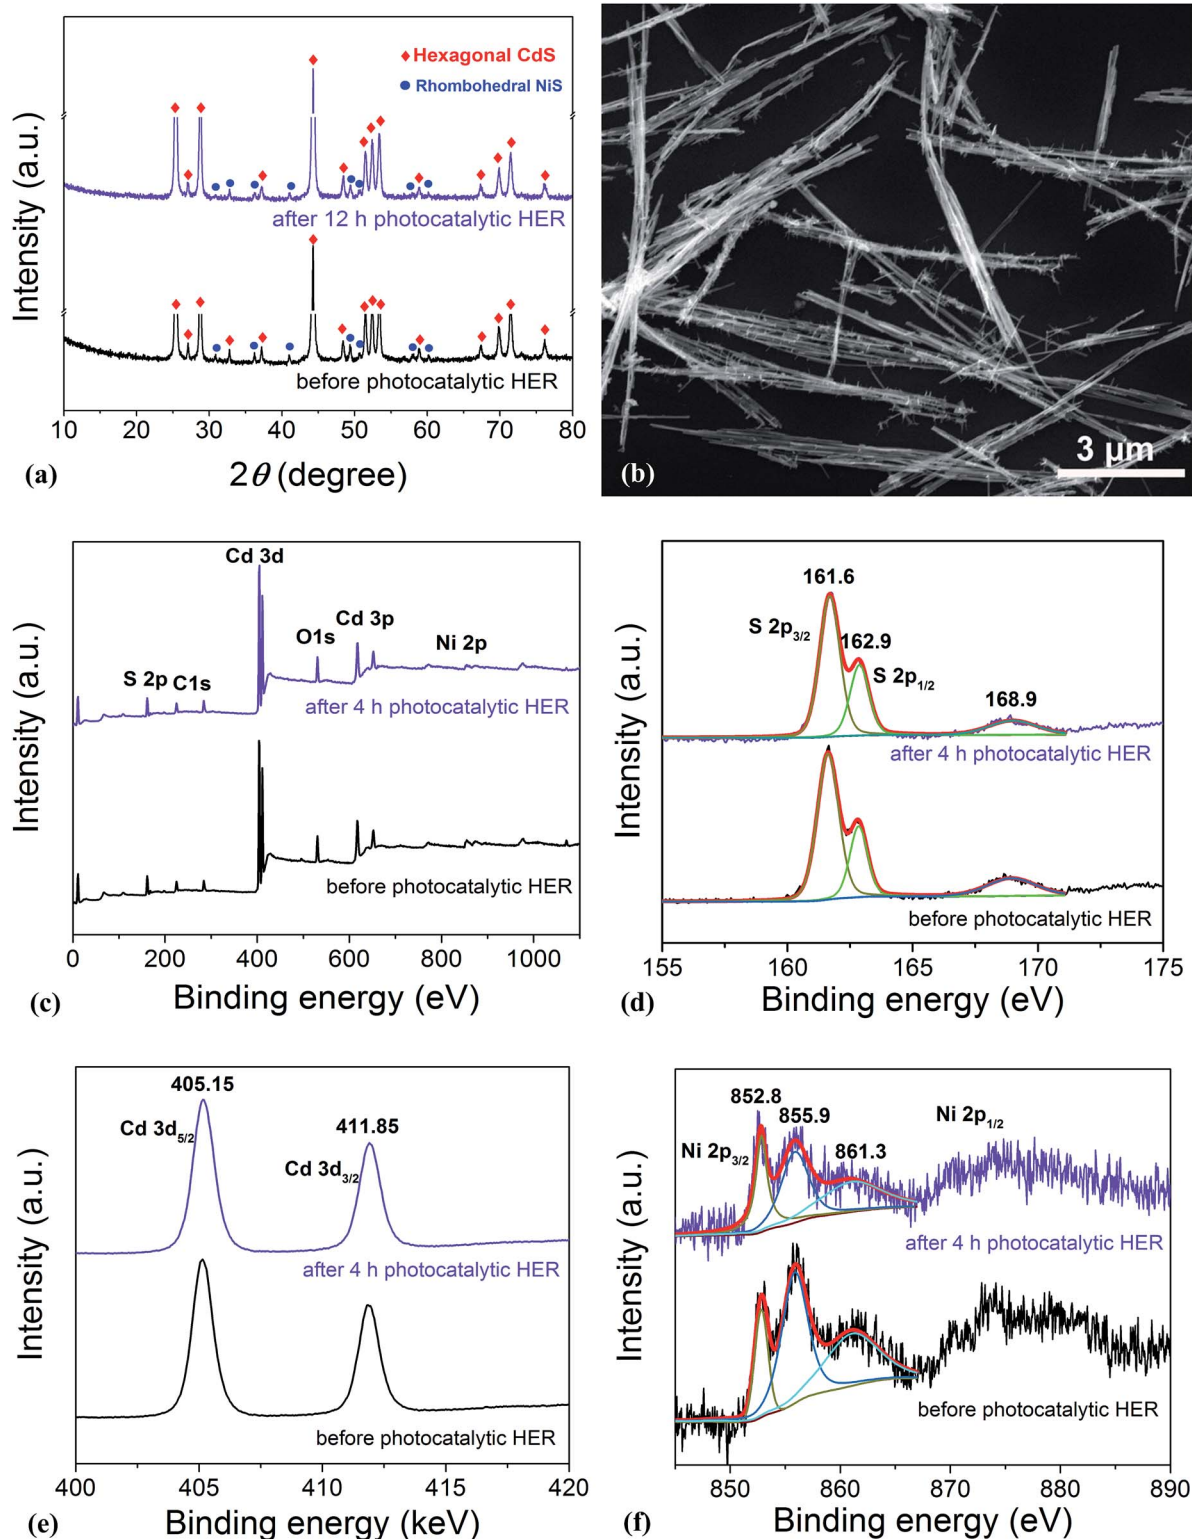 Hexagonal CdS
Rhombohedral NiS
Intensity (a.u.)
after 12 h photocatalytic HER
before photocatalytic HER
10 20 30 40 50 60 70 80
2θ (degree)
(a)
3 µm
(b)
Cd 3d
S 2p
C1s
O1s
Cd 3p
Ni 2p
Intensity (a.u.)
after 4 h photocatalytic HER
before photocatalytic HER
0 200 400 600 800 1000
Binding energy (eV)
(c)
161.6
S 2p3/2
162.9
S 2p1/2
168.9
Intensity (a.u.)
after 4 h photocatalytic HER
before photocatalytic HER
155 160 165 170 175
Binding energy (eV)
(d)
405.15
Cd 3d5/2
411.85
Cd 3d3/2
Intensity (a.u.)
after 4 h photocatalytic HER
before photocatalytic HER
400 405 410 415 420
Binding energy (keV)
(e)
852.8
855.9
Ni 2p1/2
Ni 2p3/2
861.3
Intensity (a.u.)
after 4 h photocatalytic HER
before photocatalytic HER
850 860 870 880 890
Binding energy (eV)
(f)